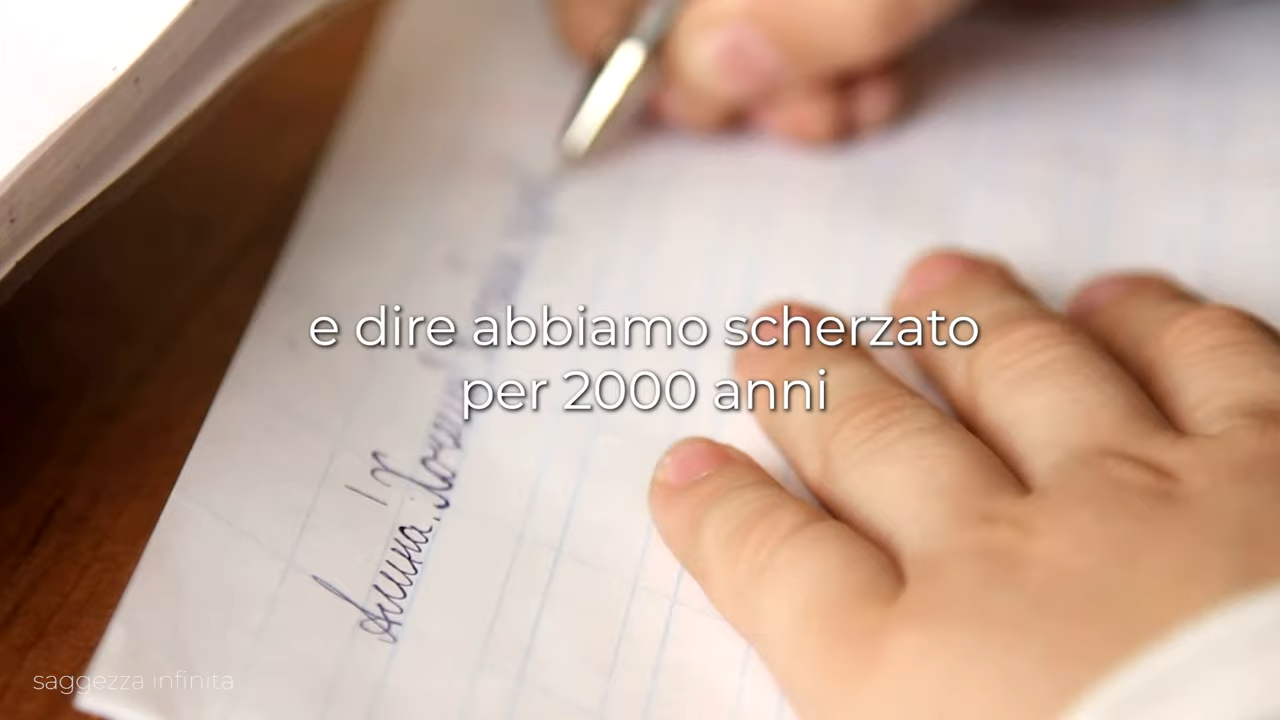 e dire abbiamo scherzato
per 2000 anni
saggezza infinita